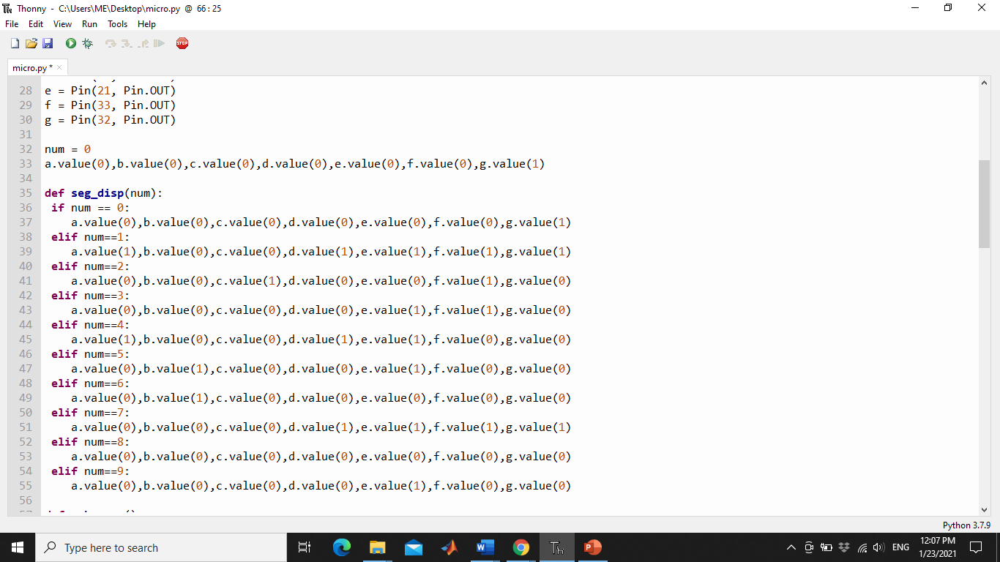 Thonny - C:\Users\ME\Desktop\micro.py @ 66:25
File Edit View Run Tools Help
STOP
micro.py *
28 e = Pin(21, Pin.OUT)
29 f = Pin(33, Pin.OUT)
30 g = Pin(32, Pin.OUT)
31
32 num = 0
33 a.value(0),b.value(0),c.value(0),d.value(0),e.value(0),f.value(0),g.value(1)
34
35 def seg_disp(num):
36 if num == 0:
37 a.value(0),b.value(0),c.value(0),d.value(0),e.value(0),f.value(0),g.value(1)
38 elif num==1:
39 a.value(1),b.value(0),c.value(0),d.value(1),e.value(1),f.value(1),g.value(1)
40 elif num==2:
41 a.value(0),b.value(0),c.value(1),d.value(0),e.value(0),f.value(1),g.value(0)
42 elif num==3:
43 a.value(0),b.value(0),c.value(0),d.value(0),e.value(1),f.value(1),g.value(0)
44 elif num==4:
45 a.value(1),b.value(0),c.value(0),d.value(1),e.value(1),f.value(0),g.value(0)
46 elif num==5:
47 a.value(0),b.value(1),c.value(0),d.value(0),e.value(1),f.value(0),g.value(0)
48 elif num==6:
49 a.value(0),b.value(1),c.value(0),d.value(0),e.value(0),f.value(0),g.value(0)
50 elif num==7:
51 a.value(0),b.value(0),c.value(0),d.value(1),e.value(1),f.value(1),g.value(1)
52 elif num==8:
53 a.value(0),b.value(0),c.value(0),d.value(0),e.value(0),f.value(0),g.value(0)
54 elif num==9:
55 a.value(0),b.value(0),c.value(0),d.value(0),e.value(1),f.value(0),g.value(0)
56
Python 3.7.9
Type here to search
ENG
12:07 PM
1/23/2021